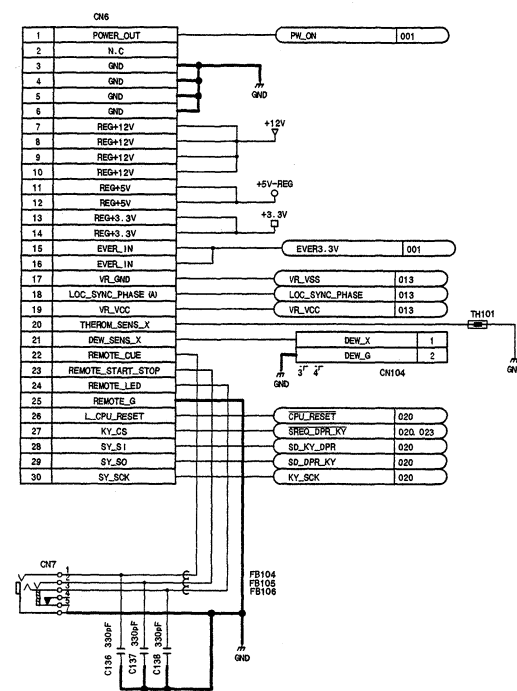 CN6
1 POWER_OUT PW_ON 001
2 N.C
3 GND
4 GND
5 GND
6 GND
GND
7 REG+12V
8 REG+12V
9 REG+12V
10 REG+12V
+12V
11 REG+5V
12 REG+5V
+5V-REG
13 REG+3.3V
14 REG+3.3V
+3.3V
15 EVER_IN EVER3.3V 001
16 EVER_IN
17 VR_GND VR_VSS 013
18 LOC_SYNC_PHASE (A) LOC_SYNC_PHASE 013
19 VR_VCC VR_VCC 013
20 THEROM_SENS_X TH101
GND
21 DEW_SENS_X DEW_X 1
22 REMOTE_CUE DEW_G 2
GND 3 4 CN104
23 REMOTE_START_STOP
24 REMOTE_LED
25 REMOTE_G
26 L_CPU_RESET CPU_RESET 020
27 KY_CS SREQ_DPR_KY 020. 023
28 SY_SI SD_KY_DPR 020
29 SY_SO SD_DPR_KY 020
30 SY_SCK KY_SCK 020
CN7
1
FB104
FB105
FB106
C136 330pF
C137 330pF
C138 330pF
GND